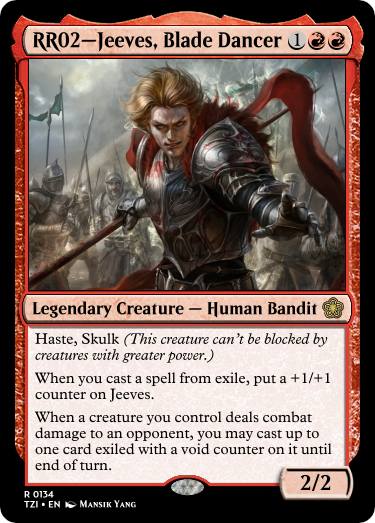 RR02—Jeeves, Blade Dancer 1
Legendary Creature — Human Bandit
Haste, Skulk (This creature can't be blocked by
creatures with greater power.)
When you cast a spell from exile, put a +1/+1
counter on Jeeves.
When a creature you control deals combat
damage to an opponent, you may cast up to
one card exiled with a void counter on it until
end of turn.
2/2
R 0134
TZI • EN Mansik Yang